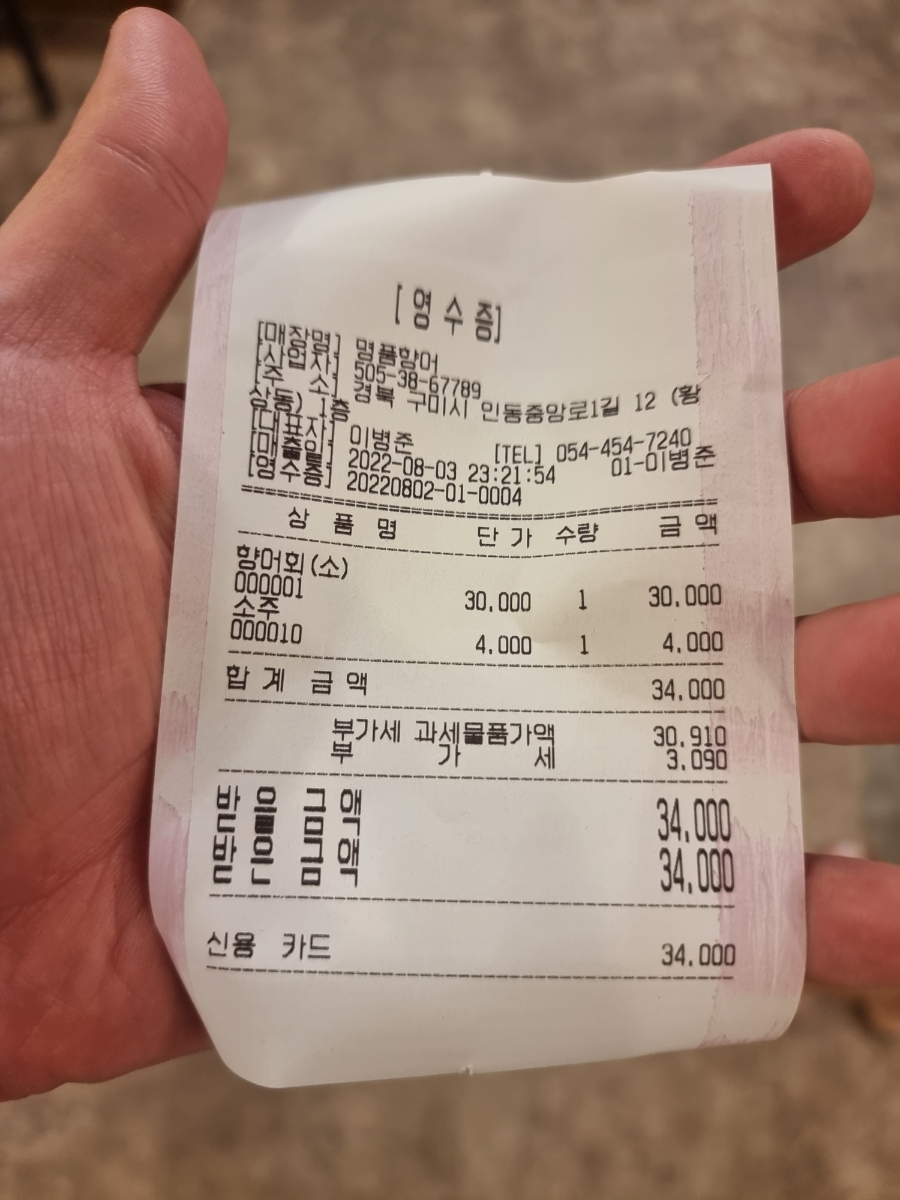 [ 영 수 증]
[매장명] 명품향어
[사업자] 505-38-67789
[주 소] 경북 구미시 인동중앙로1길 12 (황
상동) 1층
[대표자] 이병준 [TEL] 054-454-7240
[매출일] 2022-08-03 23:21:54 01-이병준
[영수증] 20220802-01-0004
상 품 명 단 가 수량 금 액
향어회(소)
000001 30,000 1 30,000
소주
000010 4,000 1 4,000
합 계 금 액 34,000
부가세 과세물품가액 30,910
부 가 세 3,090
받 을 금 액 34,000
받 은 금 액 34,000
신용 카드 34,000